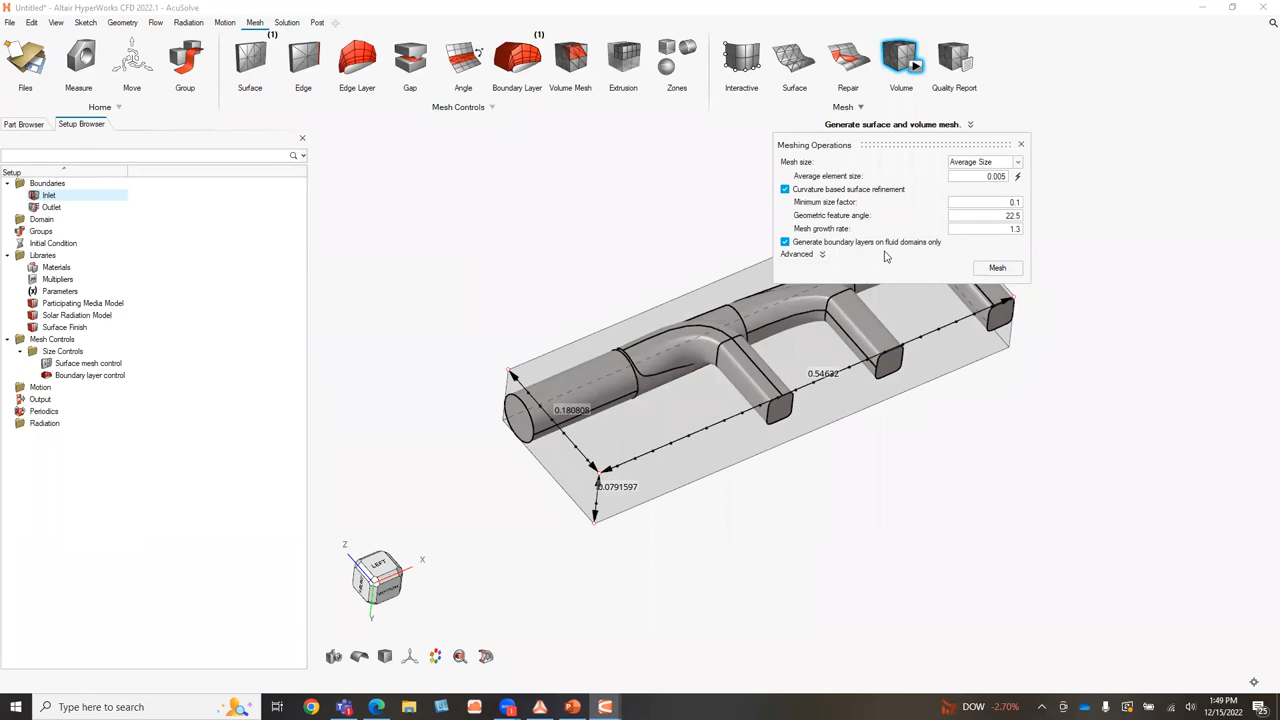 Untitled* - Altair HyperWorks CFD 2022.1 - AcuSolve
File Edit View Sketch Geometry Flow Radiation Motion Mesh Solution Post
(1) (1)
Files Measure Move Group Surface Edge Edge Layer Gap Angle Boundary Layer Volume Mesh Extrusion Zones Interactive Surface Repair Volume Quality Report
Home Mesh Controls Mesh
Part Browser Setup Browser
Generate surface and volume mesh.
Meshing Operations
Mesh size: Average Size
Average element size: 0.005
Curvature based surface refinement
Minimum size factor: 0.1
Geometric feature angle: 22.5
Mesh growth rate: 1.3
Generate boundary layers on fluid domains only
Advanced
Mesh
Setup
Boundaries
Inlet
Outlet
Domain
Groups
Initial Condition
Libraries
Materials
Multipliers
Parameters
Participating Media Model
Solar Radiation Model
Surface Finish
Mesh Controls
Size Controls
Surface mesh control
Boundary layer control
Motion
Output
Periodics
Radiation
0.54632
0.180808
0.0791597
Z
X
Y
LEFT
Type here to search
DOW -2.70%
1:49 PM
12/15/2022